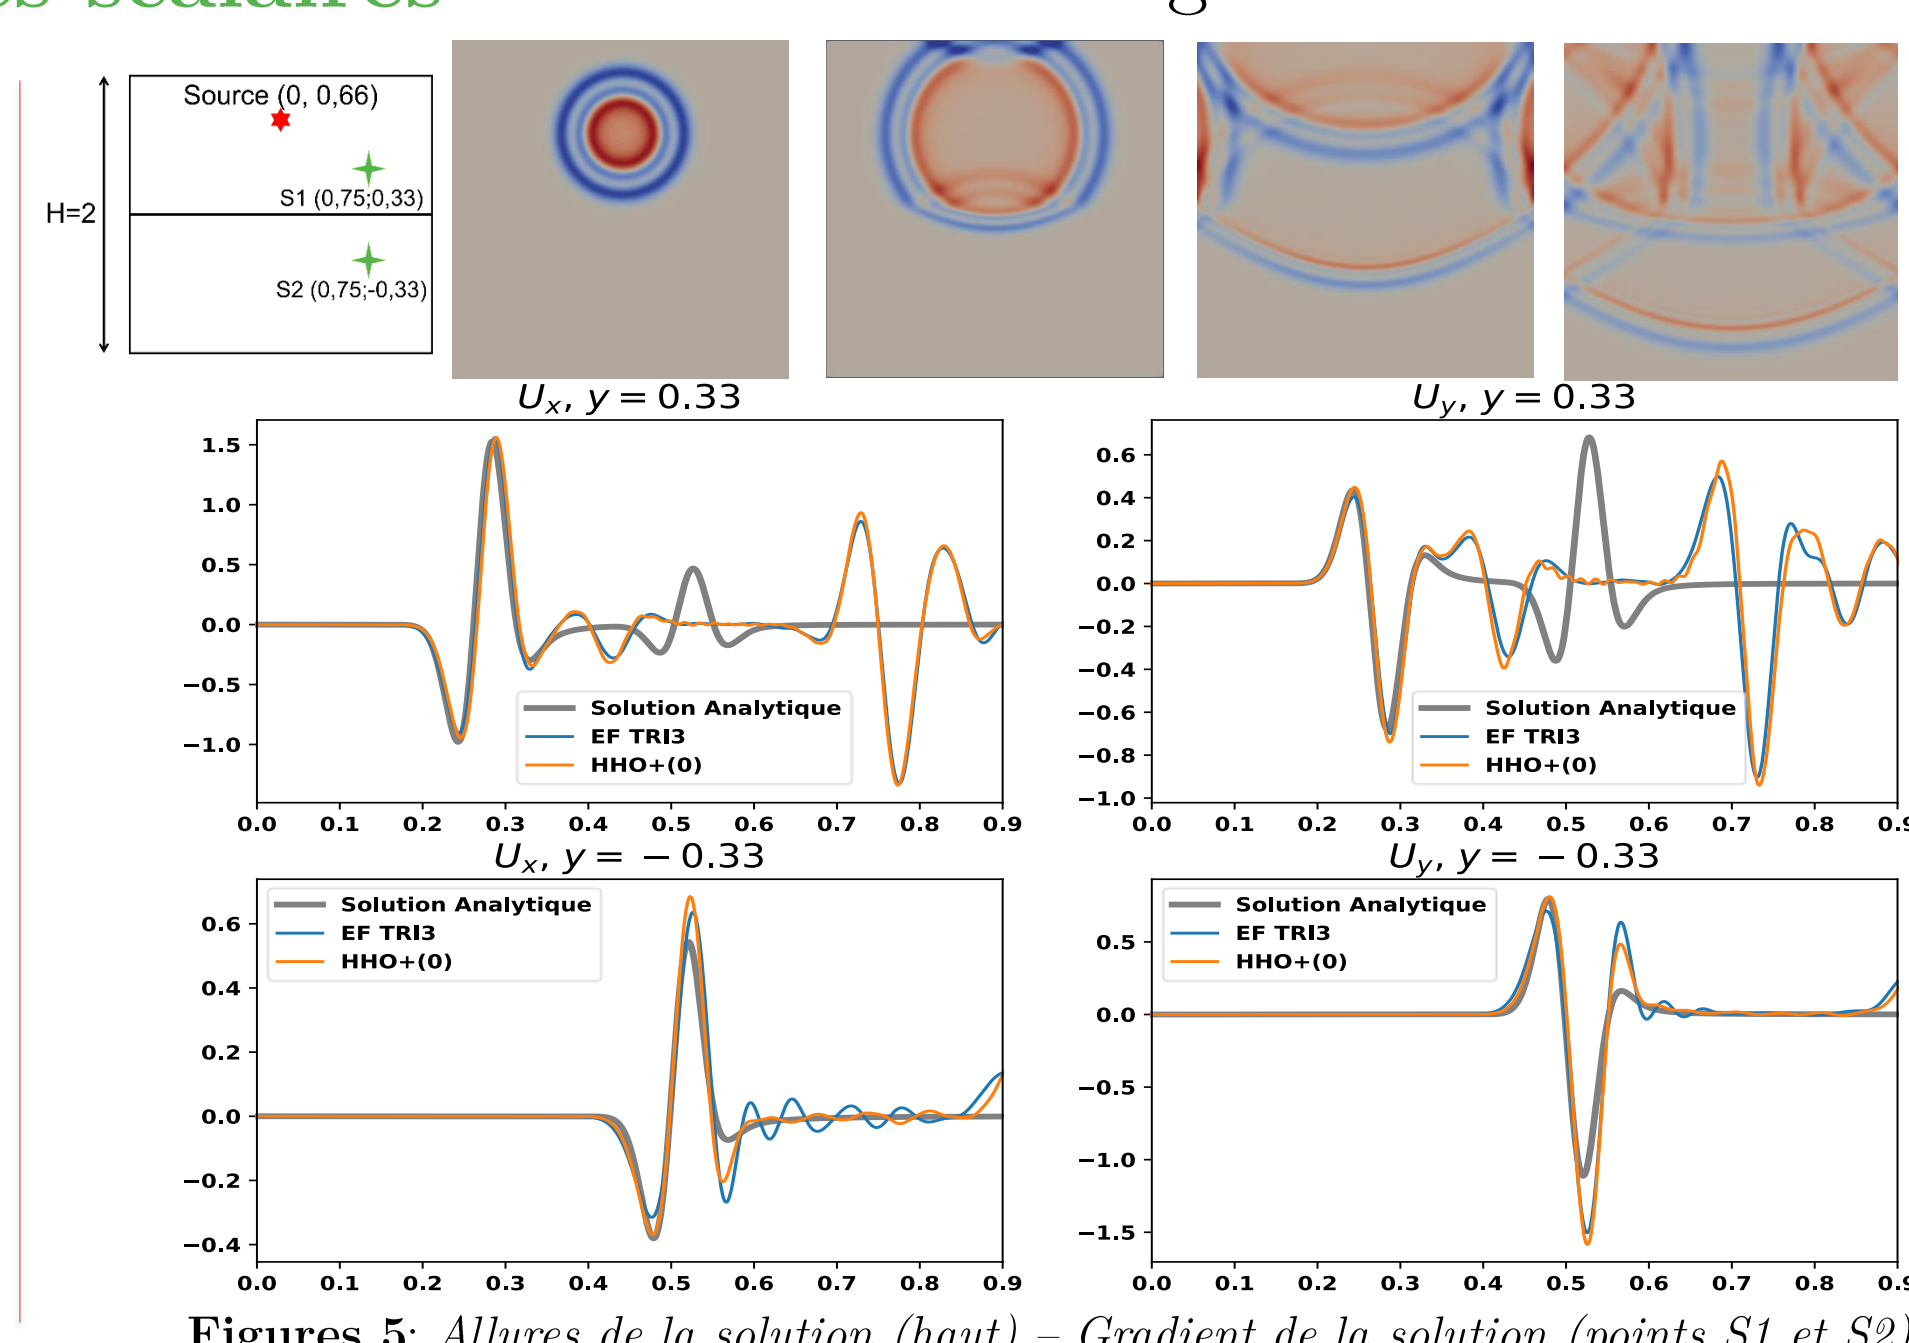 es scalaires
g
Source (0, 0,66)
S1 (0,75;0,33)
H=2
S2 (0,75;-0,33)
U_x, y = 0.33
1.5
1.0
0.5
0.0
−0.5
−1.0
Solution Analytique
EF TRI3
HHO+(0)
0.0 0.1 0.2 0.3 0.4 0.5 0.6 0.7 0.8 0.9
U_y, y = 0.33
0.6
0.4
0.2
0.0
−0.2
−0.4
−0.6
−0.8
−1.0
Solution Analytique
EF TRI3
HHO+(0)
0.0 0.1 0.2 0.3 0.4 0.5 0.6 0.7 0.8 0.9
U_x, y = −0.33
Solution Analytique
EF TRI3
HHO+(0)
0.6
0.4
0.2
0.0
−0.2
−0.4
0.0 0.1 0.2 0.3 0.4 0.5 0.6 0.7 0.8 0.9
U_y, y = −0.33
Solution Analytique
EF TRI3
HHO+(0)
0.5
0.0
−0.5
−1.0
−1.5
0.0 0.1 0.2 0.3 0.4 0.5 0.6 0.7 0.8 0.9
Figures 5: Allures de la solution (haut) – Gradient de la solution (points S1 et S2)